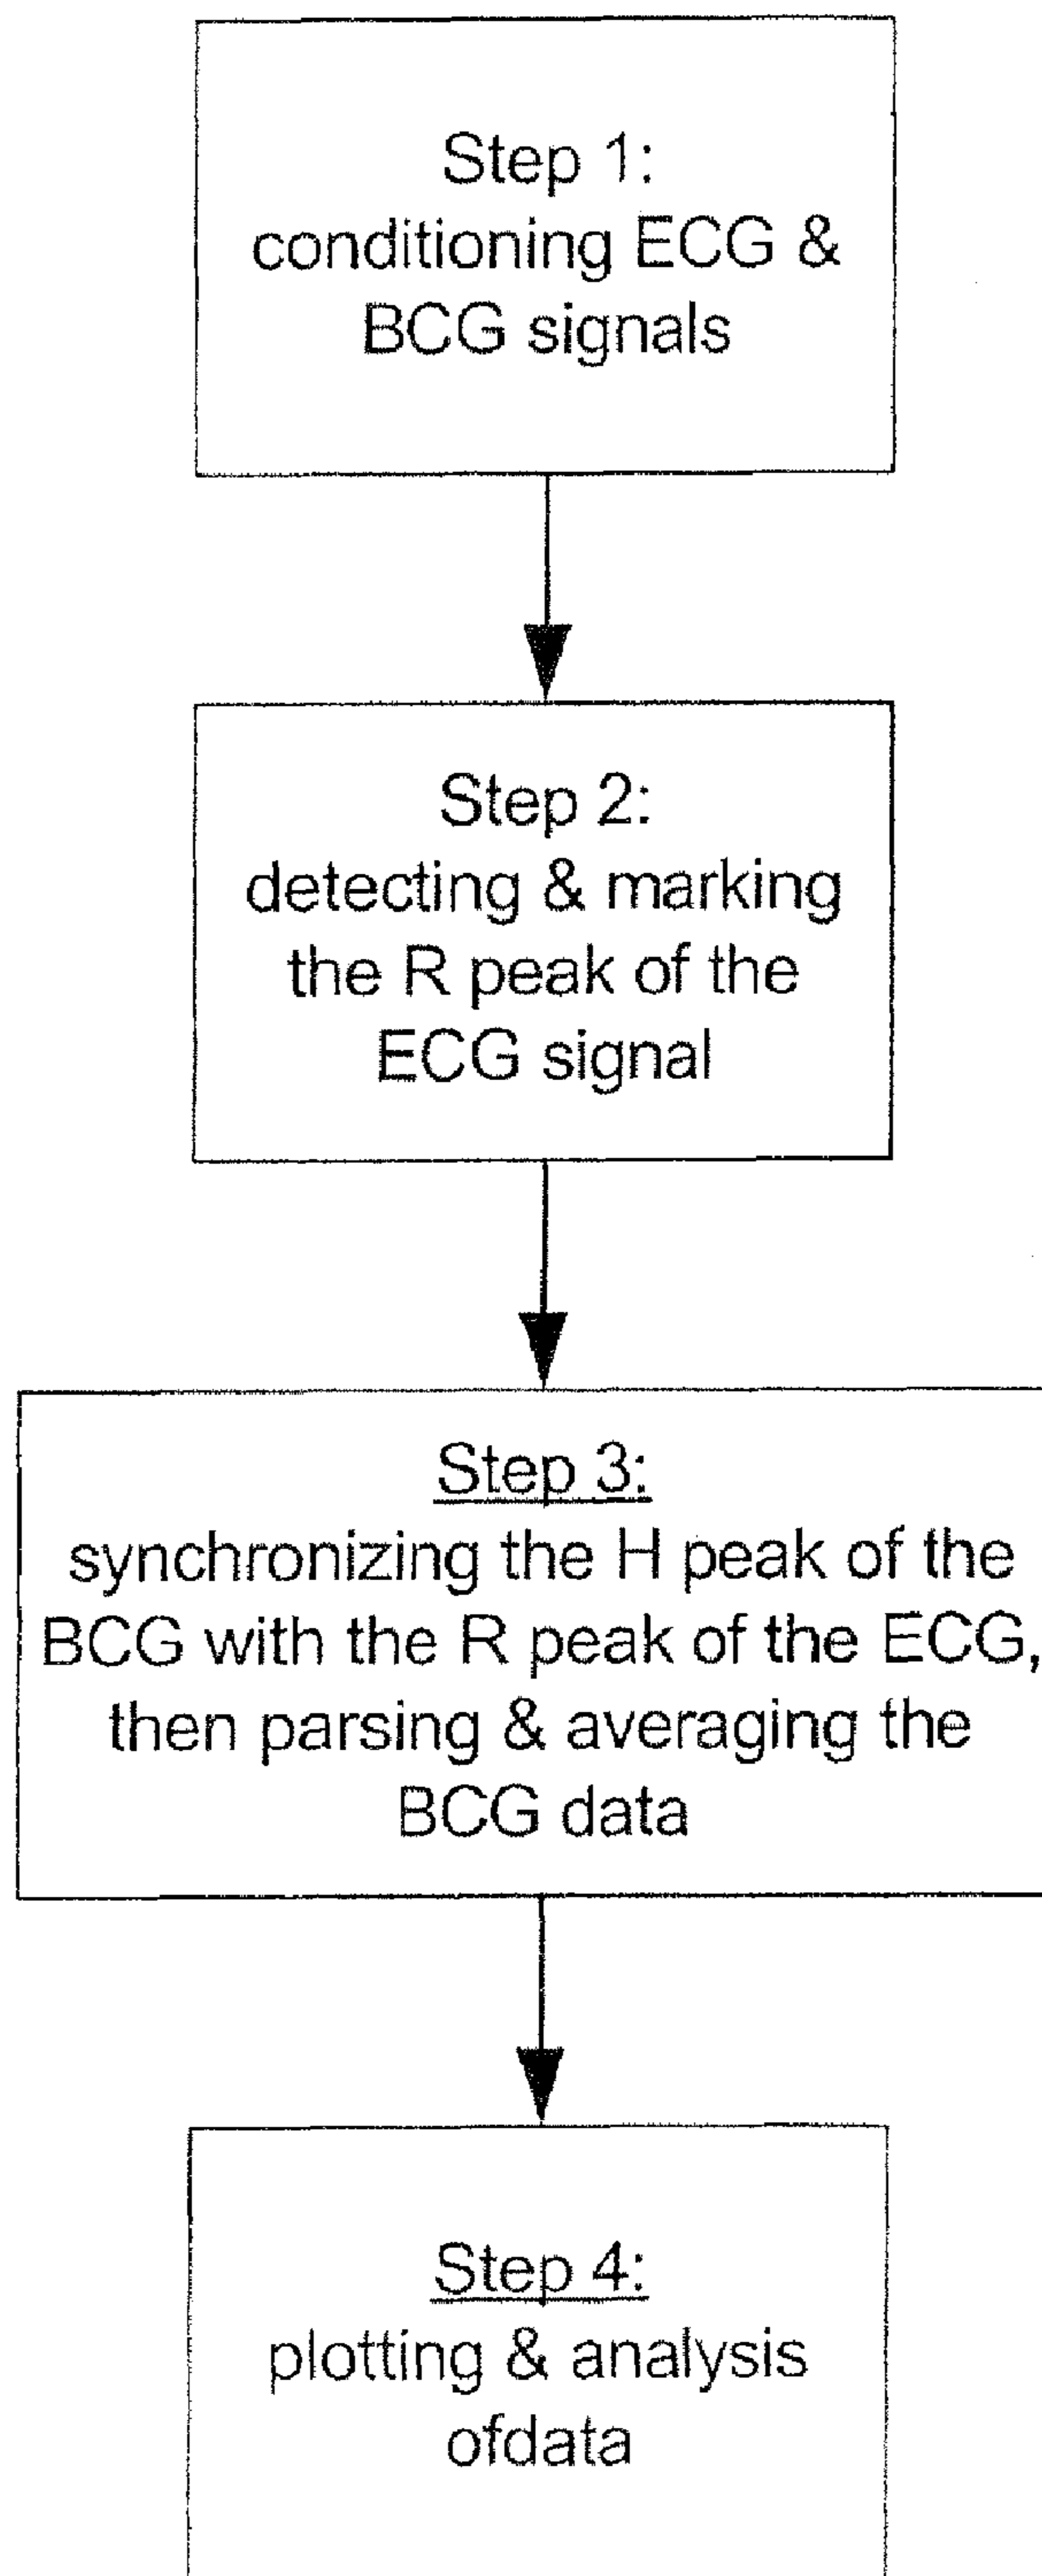 Step 1:
conditioning ECG &
BCG signals
Step 2:
detecting & marking
the R peak of the
ECG signal
Step 3:
synchronizing the H peak of the
BCG with the R peak of the ECG,
then parsing & averaging the
BCG data
Step 4:
plotting & analysis
ofdata